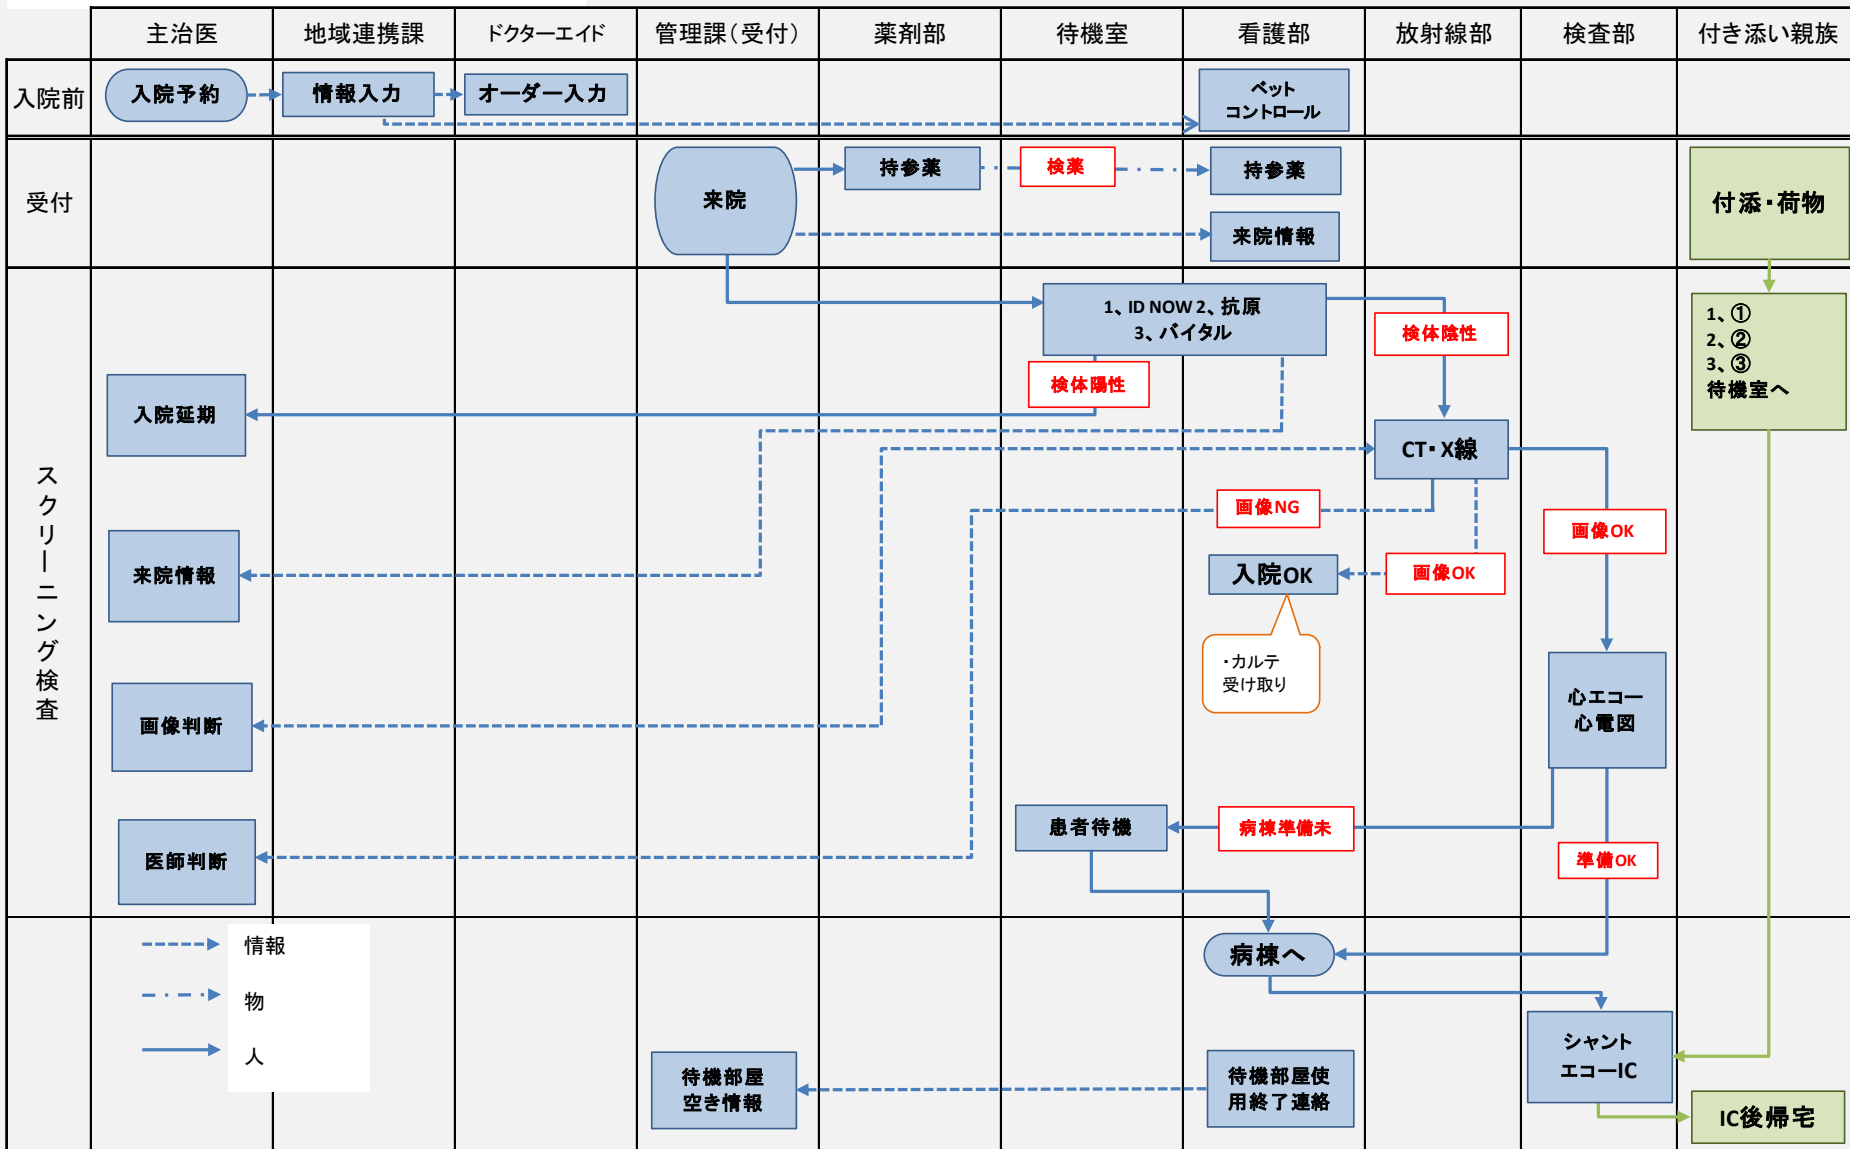 主治医
地域連携課
ドクターエイド
管理課(受付)
薬剤部
待機室
看護部
放射線部
検査部
付き添い親族
入院前
入院予約
情報入力
オーダー入力
ベット
コントロール
受付
来院
持参薬
検薬
持参薬
来院情報
付添・荷物
スクリーニング検査
1、ID NOW 2、抗原
3、バイタル
検体陰性
検体陽性
1、①
2、②
3、③
待機室へ
入院延期
CT・X線
画像NG
画像OK
来院情報
入院OK
画像OK
・カルテ
受け取り
画像判断
心エコー
心電図
患者待機
病棟準備未
医師判断
準備OK
情報
物
人
病棟へ
シャント
エコーIC
待機部屋
空き情報
待機部屋使
用終了連絡
IC後帰宅